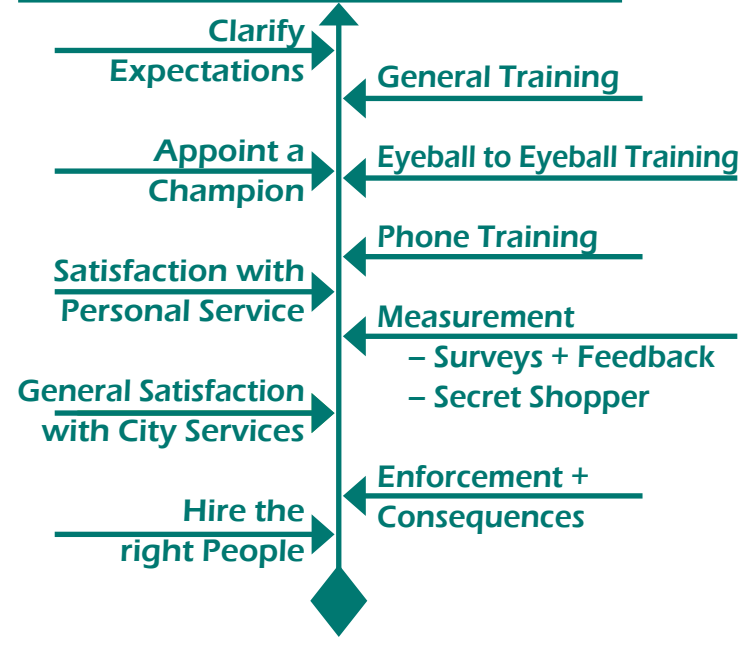 Clarify
Expectations
General Training
Appoint a
Champion
Eyeball to Eyeball Training
Phone Training
Satisfaction with
Personal Service
Measurement
– Surveys + Feedback
– Secret Shopper
General Satisfaction
with City Services
Enforcement +
Consequences
Hire the
right People